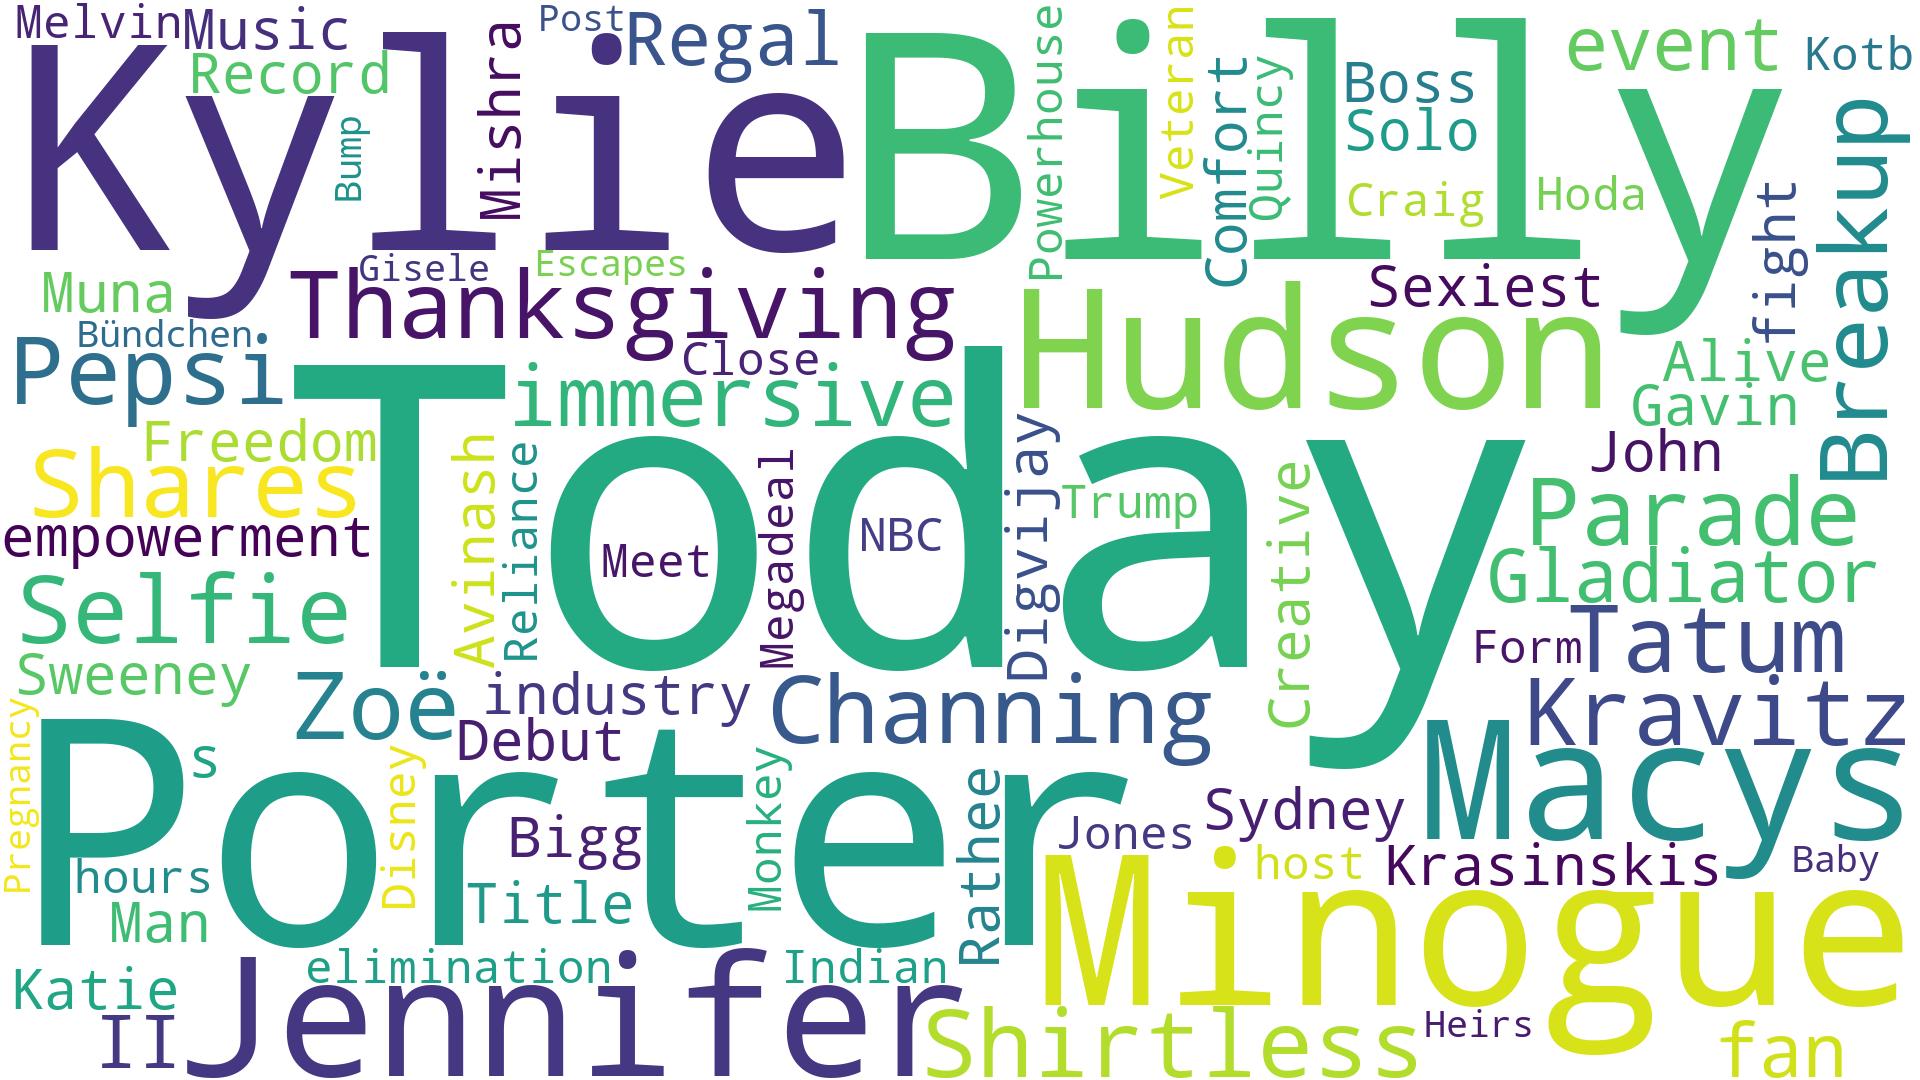 Melvin
Music
Post
Regal
Kylie
Billy
event
Kotb
Record
Bump
Mishra
Powerhouse
Veteran
Comfort
Quincy
Boss
Solo
Craig
Hoda
fight
Breakup
Muna
Gisele
Escapes
Thanksgiving
Sexiest
Hudson
Bündchen
Pepsi
Close
immersive
Alive
Gavin
Freedom
Shares
Today
John
Avinash
Reliance
Megadeal
Meet
NBC
Digvijay
Trump
Creative
Parade
empowerment
Gladiator
Selfie
Tatum
Form
Sweeney
Zoë
industry
Channing
Kravitz
Pregnancy
Porter
s
Debut
Macys
Disney
Bigg
Monkey
Rathee
Jones
Sydney
hours
host
Krasinskis
Baby
Man
Title
Minogue
Katie
elimination
Indian
II
Jennifer
Shirtless
Heirs
fan